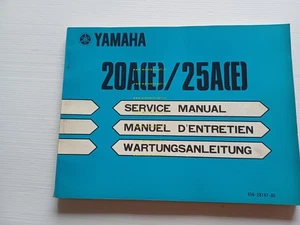 YAMAHA
20A(E)/25A(E)
SERVICE MANUAL
MANUEL D'ENTRETIEN
WARTUNGSANLEITUNG